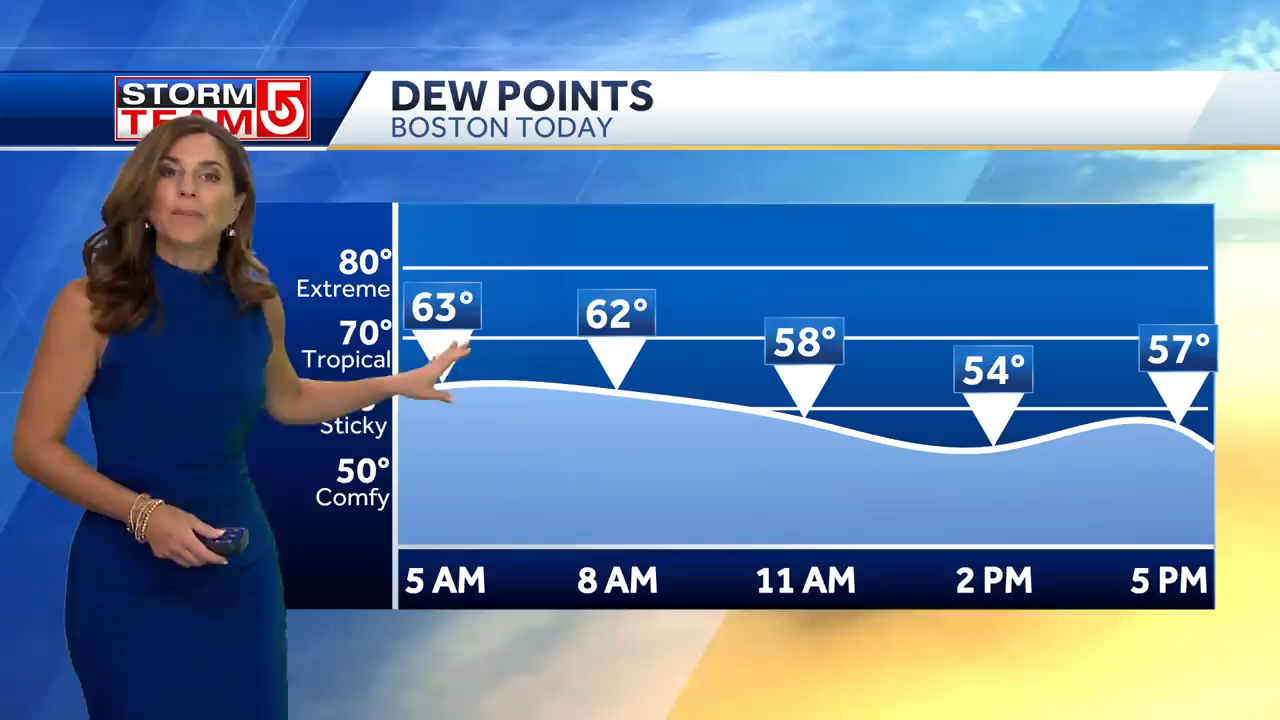 STORM
TEAM 5
DEW POINTS
BOSTON TODAY
80°
Extreme
70°
Tropical
Sticky
50°
Comfy
63°
62°
58°
54°
57°
5 AM
8 AM
11 AM
2 PM
5 PM